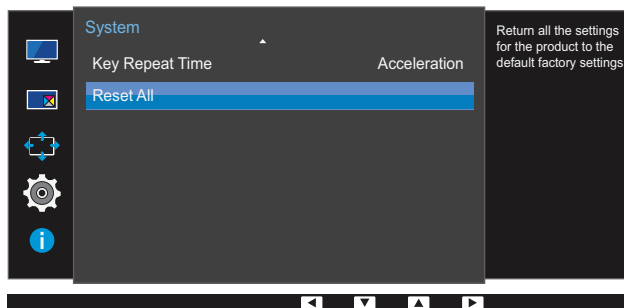 System
Return all the settings
for the product to the
default factory settings
Key Repeat Time Acceleration
Reset All